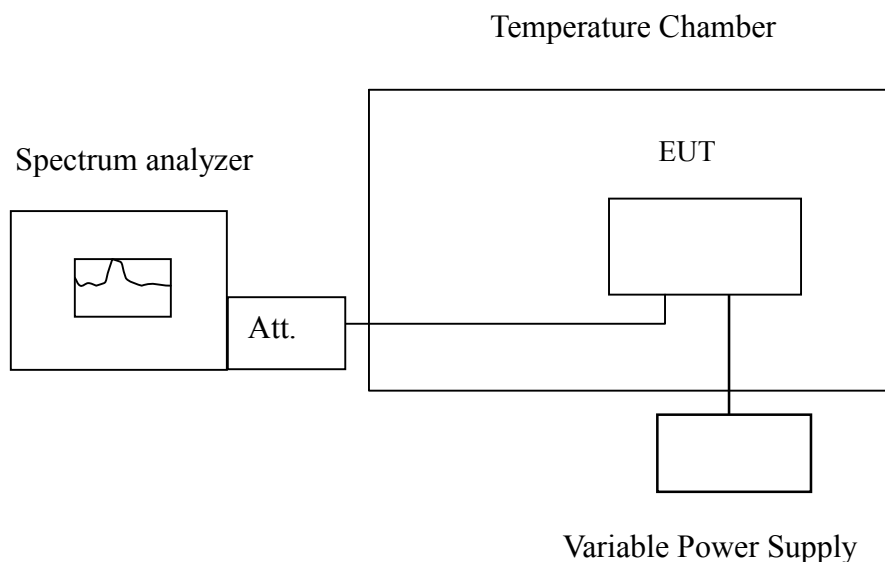 Temperature Chamber
Spectrum analyzer
EUT
Att.
Variable Power Supply